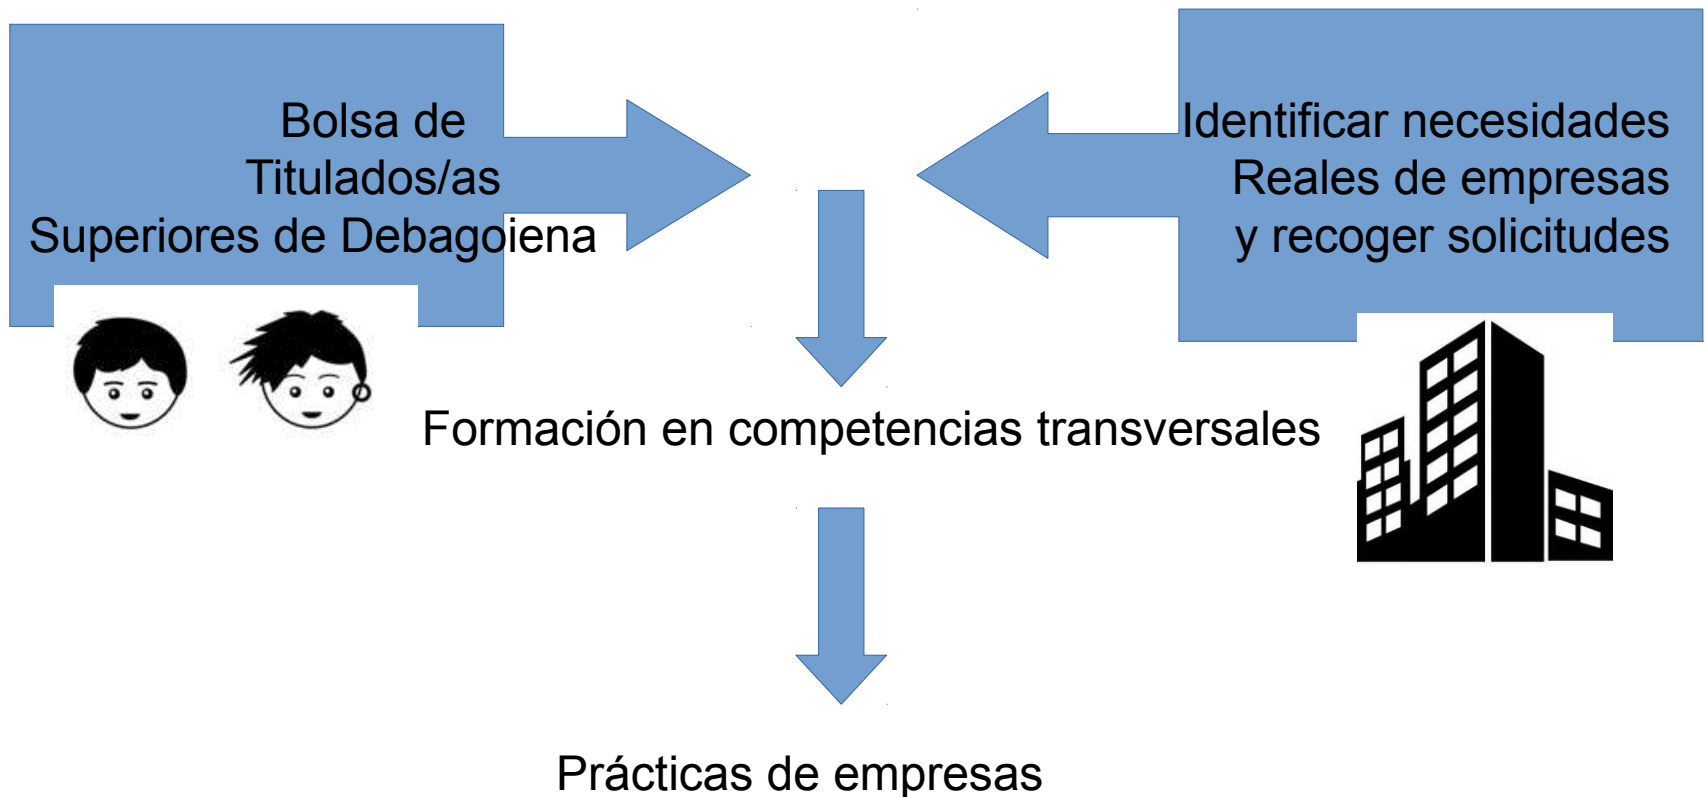 Bolsa de
Titulados/as
Superiores de Debagoiena
Identificar necesidades
Reales de empresas
y recoger solicitudes
Formación en competencias transversales
Prácticas de empresas